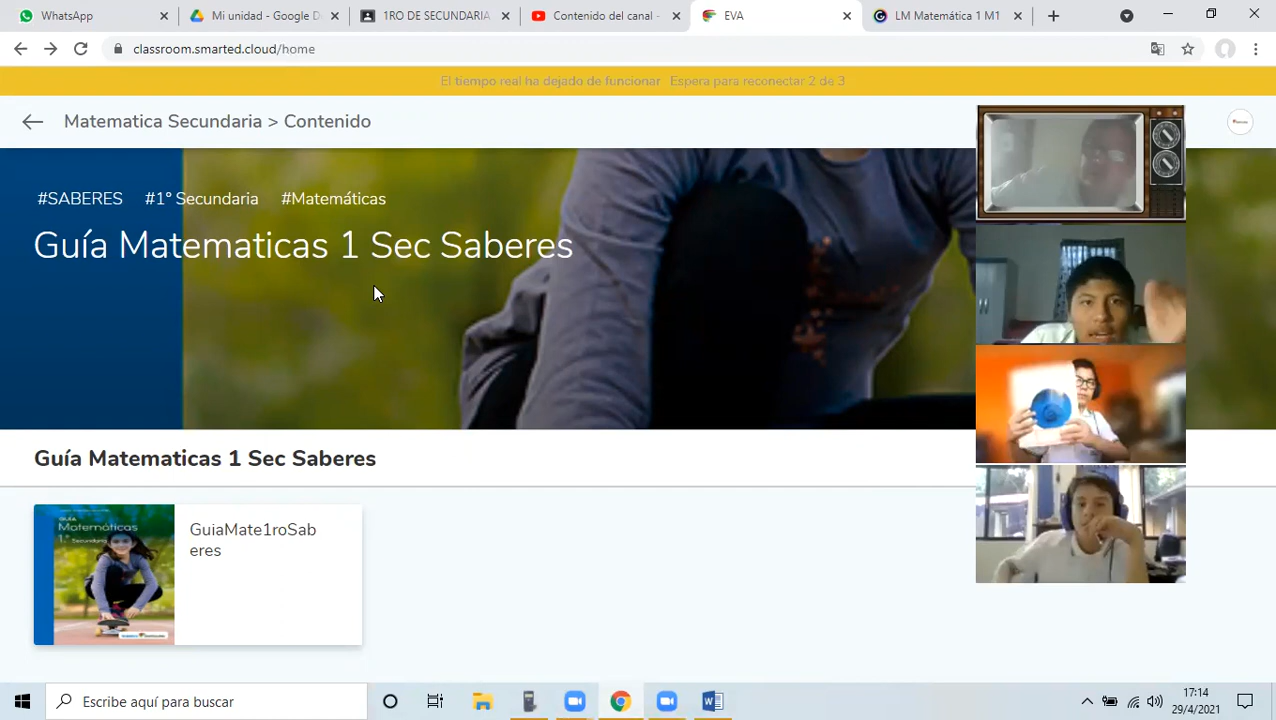 WhatsApp
Mi unidad - Google D
1RO DE SECUNDARIA
Contenido del canal -
EVA
LM Matemática 1 M1
classroom.smarted.cloud/home
El tiempo real ha dejado de funcionar Espera para reconectar 2 de 3
Matematica Secundaria > Contenido
#SABERES #1° Secundaria #Matemáticas
Guía Matematicas 1 Sec Saberes
Guía Matematicas 1 Sec Saberes
GUÍA
Matemáticas
1.° Secundaria
GuiaMate1roSab
eres
Escribe aquí para buscar
17:14
29/4/2021